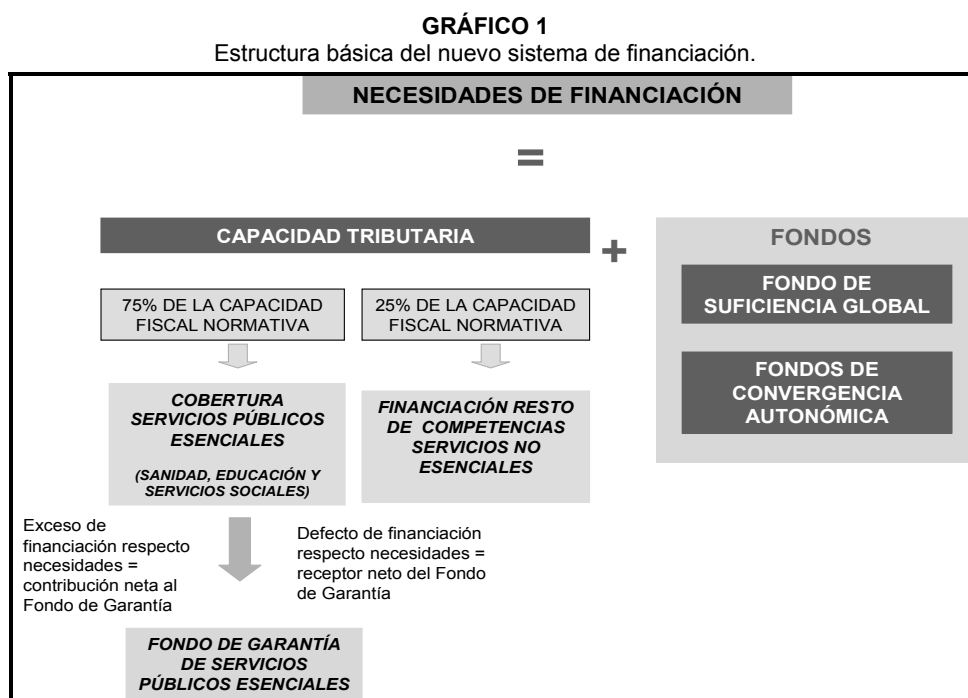 GRÁFICO 1
Estructura básica del nuevo sistema de financiación.
NECESIDADES DE FINANCIACIÓN
=
CAPACIDAD TRIBUTARIA
+
FONDOS
FONDO DE
SUFICIENCIA GLOBAL
FONDOS DE
CONVERGENCIA
AUTONÓMICA
75% DE LA CAPACIDAD
FISCAL NORMATIVA
25% DE LA CAPACIDAD
FISCAL NORMATIVA
COBERTURA
SERVICIOS PÚBLICOS
ESENCIALES
(SANIDAD, EDUCACIÓN Y
SERVICIOS SOCIALES)
FINANCIACIÓN RESTO
DE COMPETENCIAS
SERVICIOS NO
ESENCIALES
Exceso de
financiación respecto
necesidades =
contribución neta al
Fondo de Garantía
Defecto de financiación
respecto necesidades =
receptor neto del Fondo
de Garantía
FONDO DE GARANTÍA
DE SERVICIOS
PÚBLICOS ESENCIALES